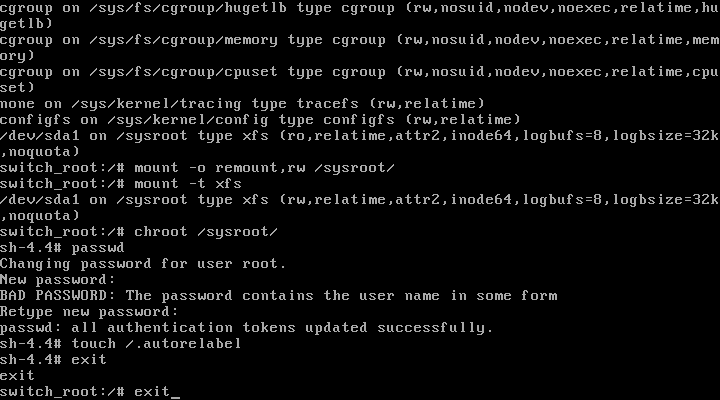 cgroup on /sys/fs/cgroup/hugetlb type cgroup (rw,nosuid,nodev,noexec,relatime,hu
getlb)
cgroup on /sys/fs/cgroup/memory type cgroup (rw,nosuid,nodev,noexec,relatime,mem
ory)
cgroup on /sys/fs/cgroup/cpuset type cgroup (rw,nosuid,nodev,noexec,relatime,cpu
set)
none on /sys/kernel/tracing type tracefs (rw,relatime)
configfs on /sys/kernel/config type configfs (rw,relatime)
/dev/sda1 on /sysroot type xfs (ro,relatime,attr2,inode64,logbufs=8,logbsize=32k
,noquota)
switch_root:/# mount -o remount,rw /sysroot/
switch_root:/# mount -t xfs
/dev/sda1 on /sysroot type xfs (rw,relatime,attr2,inode64,logbufs=8,logbsize=32k
,noquota)
switch_root:/# chroot /sysroot/
sh-4.4# passwd
Changing password for user root.
New password:
BAD PASSWORD: The password contains the user name in some form
Retype new password:
passwd: all authentication tokens updated successfully.
sh-4.4# touch /.autorelabel
sh-4.4# exit
exit
switch_root:/# exit_